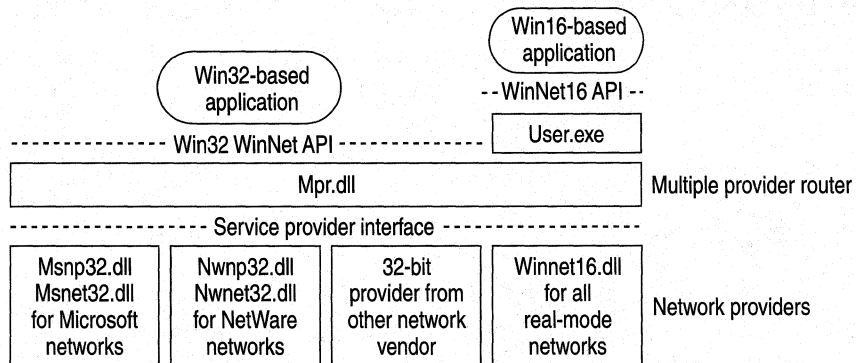 Win16-based
application
Win32-based
application
WinNet16 API
User.exe
Win32 WinNet API
Mpr.dll
Multiple provider router
Service provider interface
Msnp32.dll
Msnet32.dll
for Microsoft
networks
Nwnp32.dll
Nwnet32.dll
for NetWare
networks
32-bit
provider from
other network
vendor
Winnet16.dll
for all
real-mode
networks
Network providers